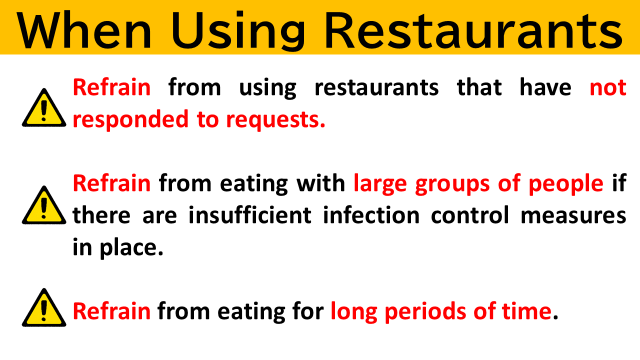 When Using Restaurants
Refrain from using restaurants that have not
responded to requests.
Refrain from eating with large groups of people if
there are insufficient infection control measures
in place.
Refrain from eating for long periods of time.